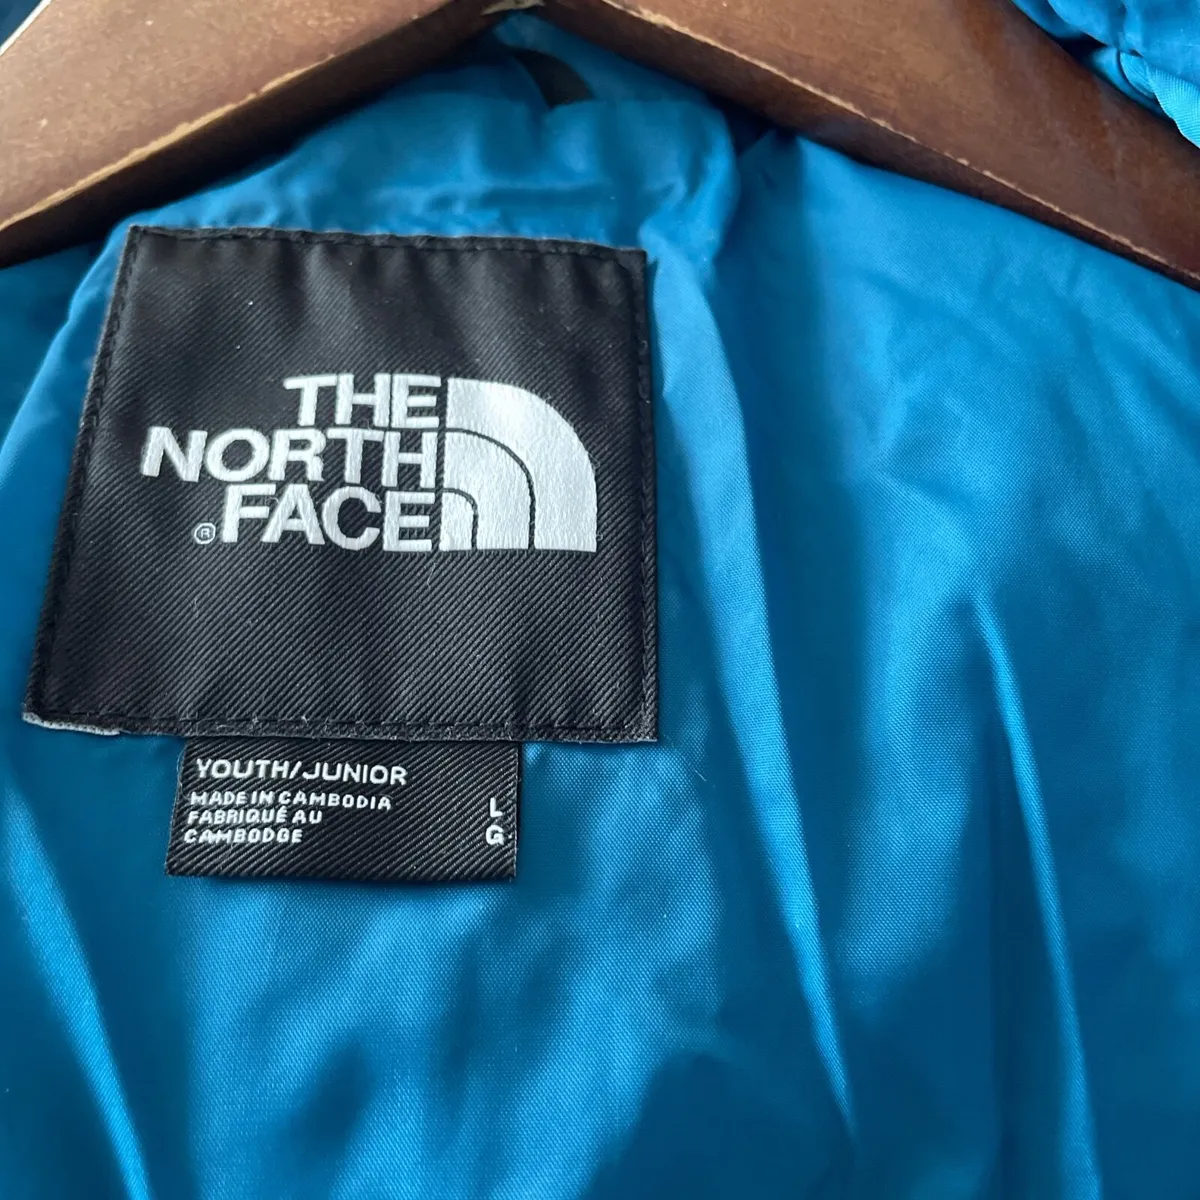 THE
NORTH
®FACE
YOUTH/JUNIOR
MADE IN CAMBODIA
FABRIQUÉ AU
CAMBODGE
L
G